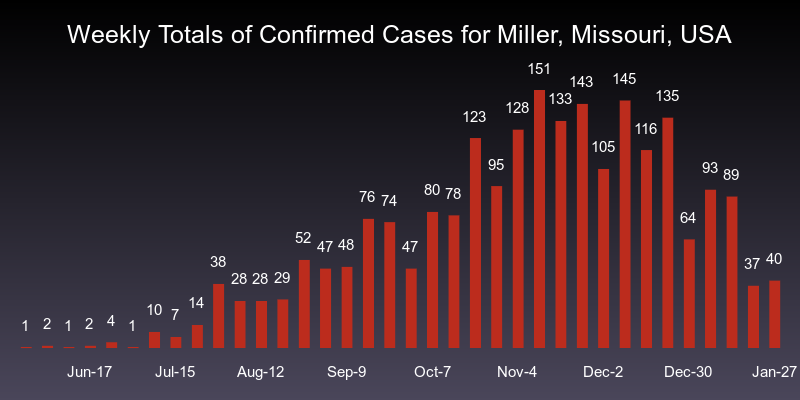 Weekly Totals of Confirmed Cases for Miller, Missouri, USA
1 2 1 2 4 1 10 7 14 38 28 28 29 52 47 48 76 74 47 80 78 123 95 128 151 133 143 105 145 116 135 64 93 89 37 40
Jun-17 Jul-15 Aug-12 Sep-9 Oct-7 Nov-4 Dec-2 Dec-30 Jan-27